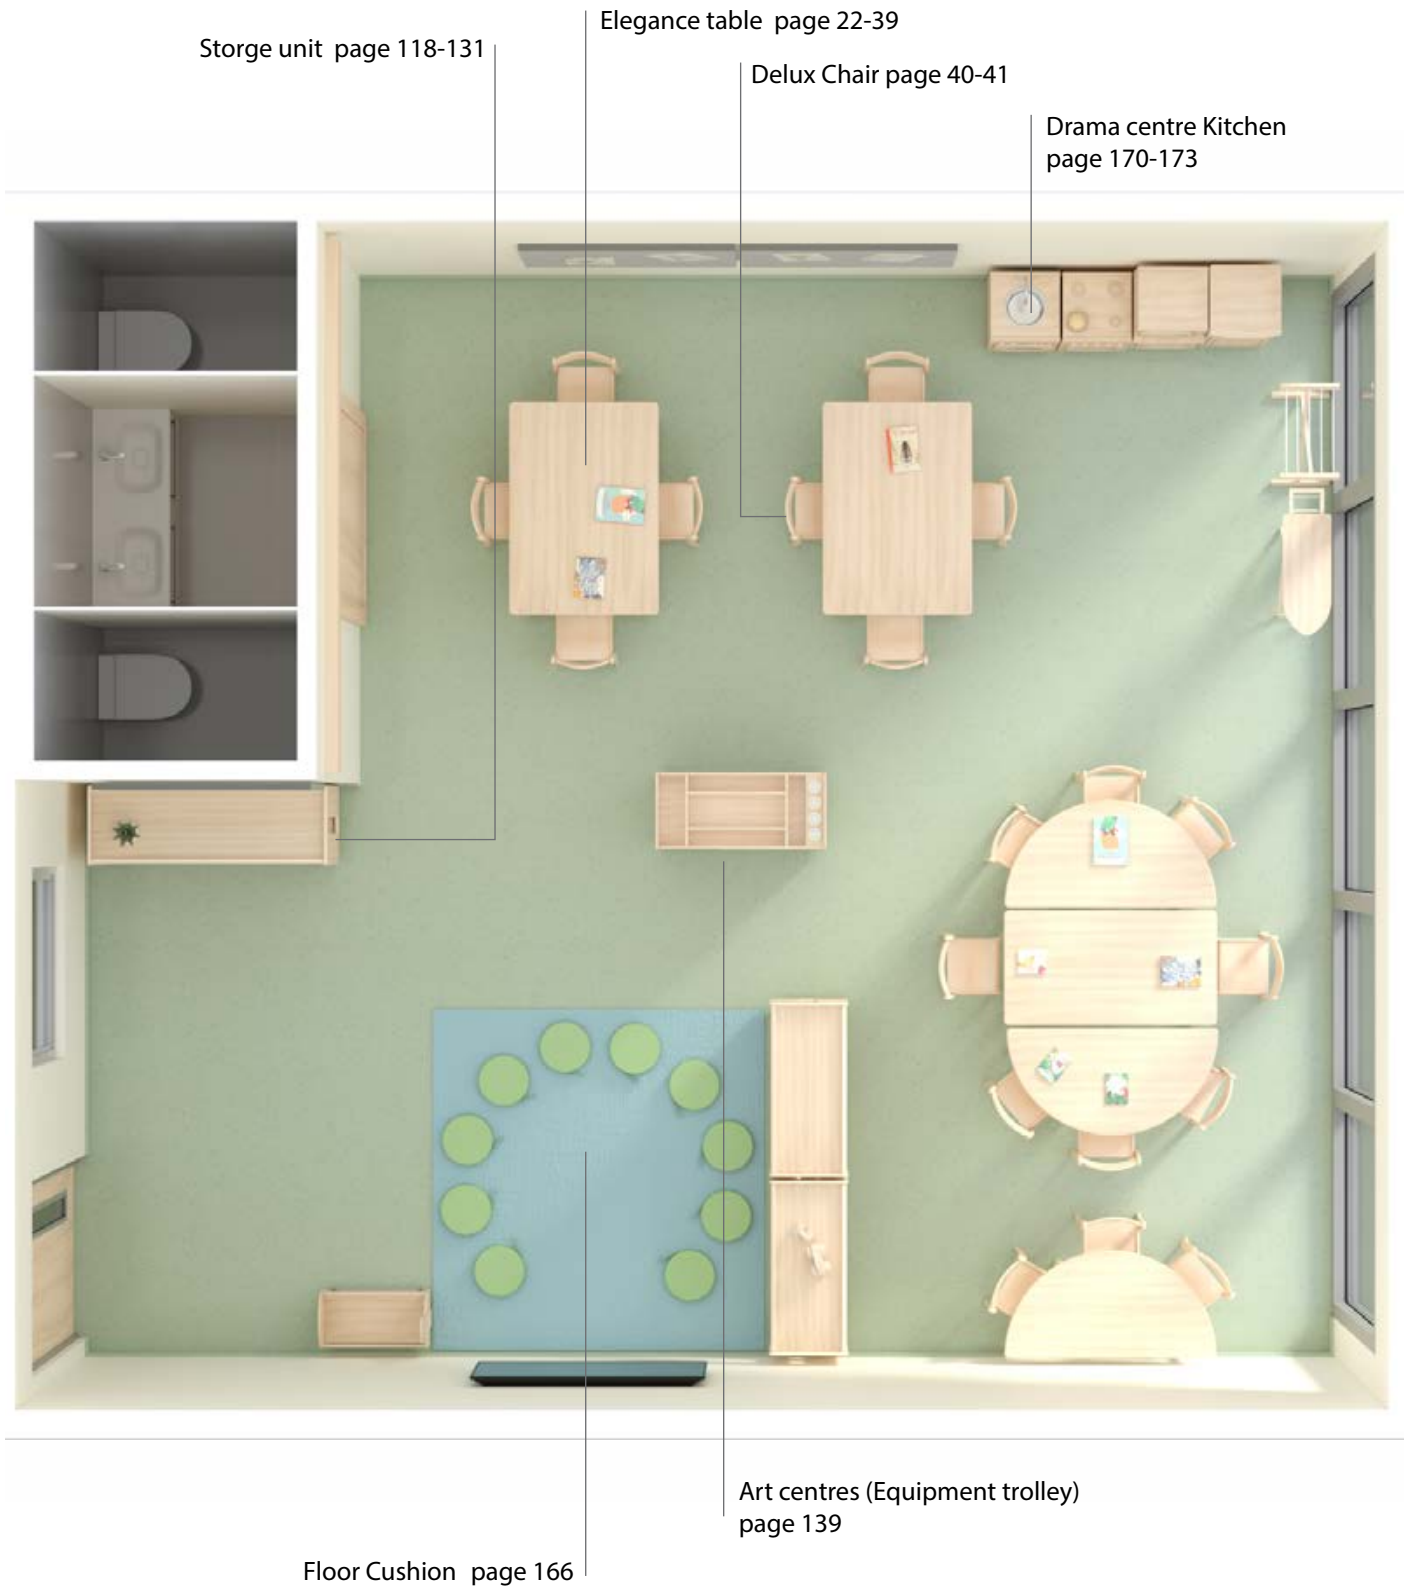 Elegance table  page 22-39
Storge unit  page 118-131
Delux Chair page 40-41
Drama centre Kitchen
page 170-173
Art centres (Equipment trolley)
page 139
Floor Cushion  page 166